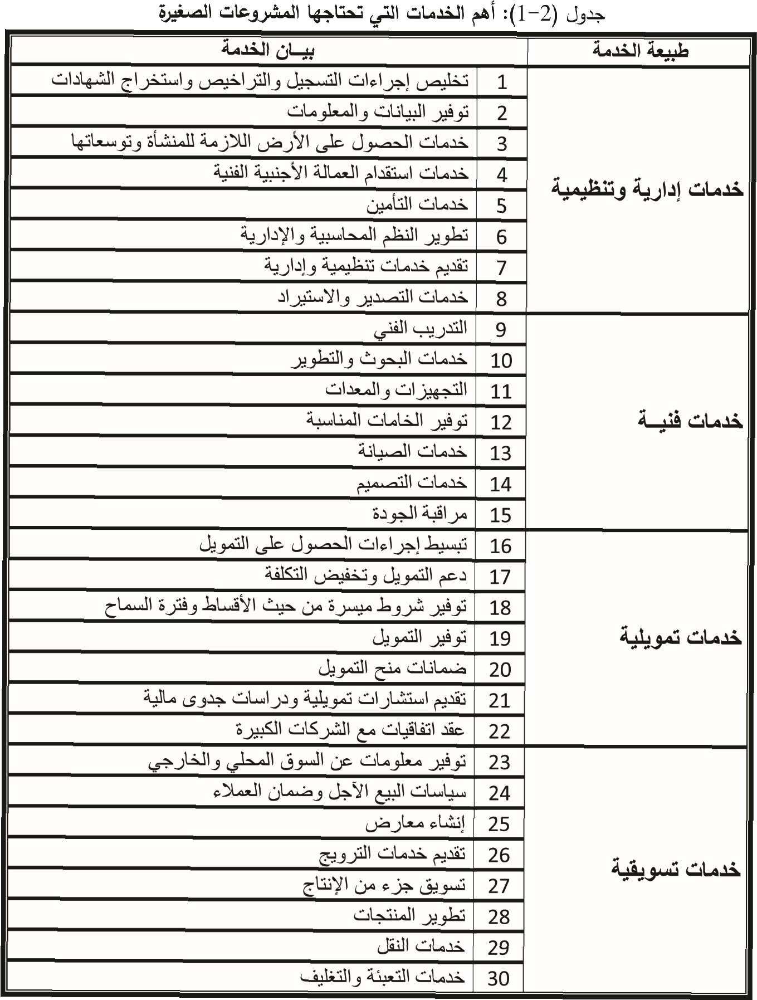 جدول (2-1): أهم الخدمات التي تحتاجها المشروعات الصغيرة
طبيعة الخدمة بيـــان الخدمة
1 تخليص إجراءات التسجيل والتراخيص واستخراج الشهادات
2 توفير البيانات والمعلومات
3 خدمات الحصول على الأرض اللازمة للمنشأة وتوسعاتها
4 خدمات استقدام العمالة الأجنبية الفنية
خدمات إدارية وتنظيمية
5 خدمات التأمين
6 تطوير النظم المحاسبية والإدارية
7 تقديم خدمات تنظيمية وإدارية
8 خدمات التصدير والاستيراد
9 التدريب الفني
10 خدمات البحوث والتطوير
11 التجهيزات والمعدات
خدمات فنيـــة 12 توفير الخامات المناسبة
13 خدمات الصيانة
14 خدمات التصميم
15 مراقبة الجودة
16 تبسيط إجراءات الحصول على التمويل
17 دعم التمويل وتخفيض التكلفة
18 توفير شروط ميسرة من حيث الأقساط وفترة السماح
خدمات تمويلية 19 توفير التمويل
20 ضمانات منح التمويل
21 تقديم استشارات تمويلية ودراسات جدوى مالية
22 عقد اتفاقيات مع الشركات الكبيرة
23 توفير معلومات عن السوق المحلي والخارجي
24 سياسات البيع الآجل وضمان العملاء
25 إنشاء معارض
26 تقديم خدمات الترويج
خدمات تسويقية
27 تسويق جزء من الإنتاج
28 تطوير المنتجات
29 خدمات النقل
30 خدمات التعبئة والتغليف